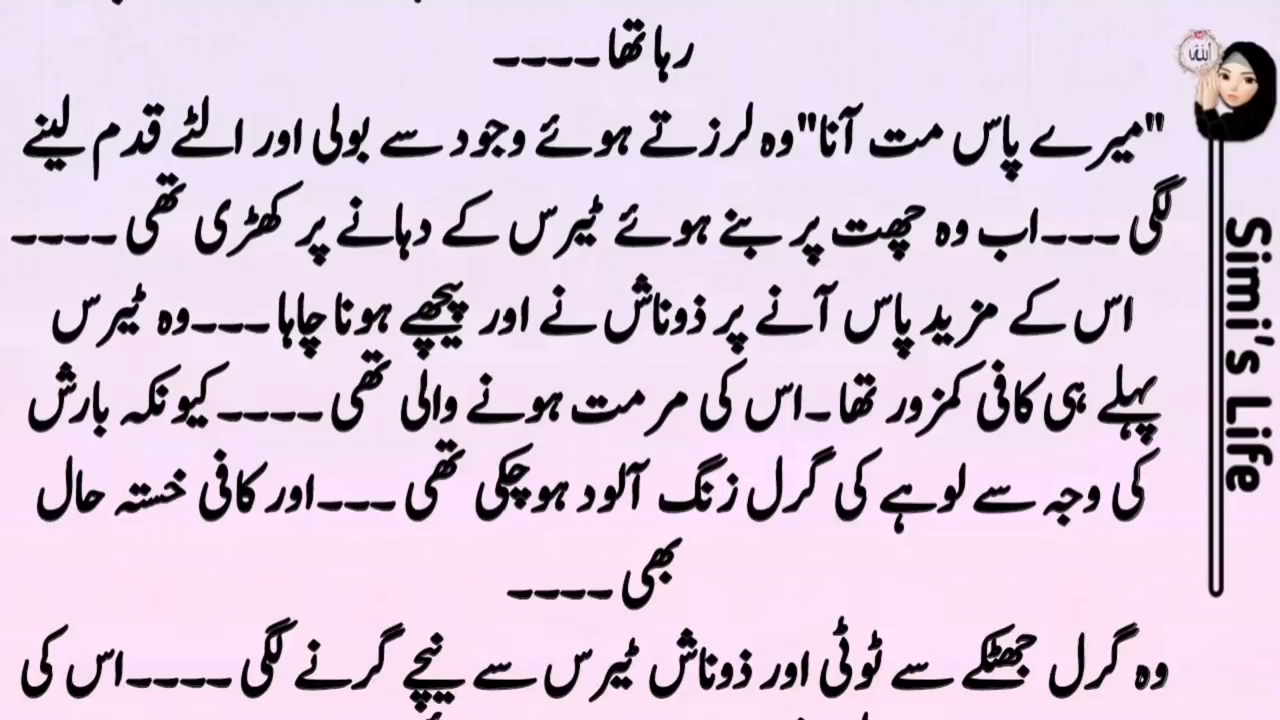 رہا تھا ۔۔۔۔
"میرے پاس مت آنا" وہ لرزتے ہوئے وجود سے بولی اور الٹے قدم لینے
لگی ۔۔۔ اب وہ چھت پر بنے ہوئے ٹیرس کے دہانے پر کھڑی تھی ۔۔۔۔
اس کے مزید پاس آنے پر ذوناش نے اور پیچھے ہونا چاہا ۔۔۔ وہ ٹیرس
پہلے ہی کافی کمزور تھا۔ اس کی مرمت ہونے والی تھی ۔۔۔۔ کیونکہ بارش
کی وجہ سے لوہے کی گرل زنگ آلود ہوچکی تھی ۔۔۔ اور کافی خستہ حال
بھی ۔۔۔۔
وہ گرل جھٹکے سے ٹوٹی اور ذوناش ٹیرس سے نیچے گرنے لگی ۔۔۔۔ اس کی
الله
Simi's Life